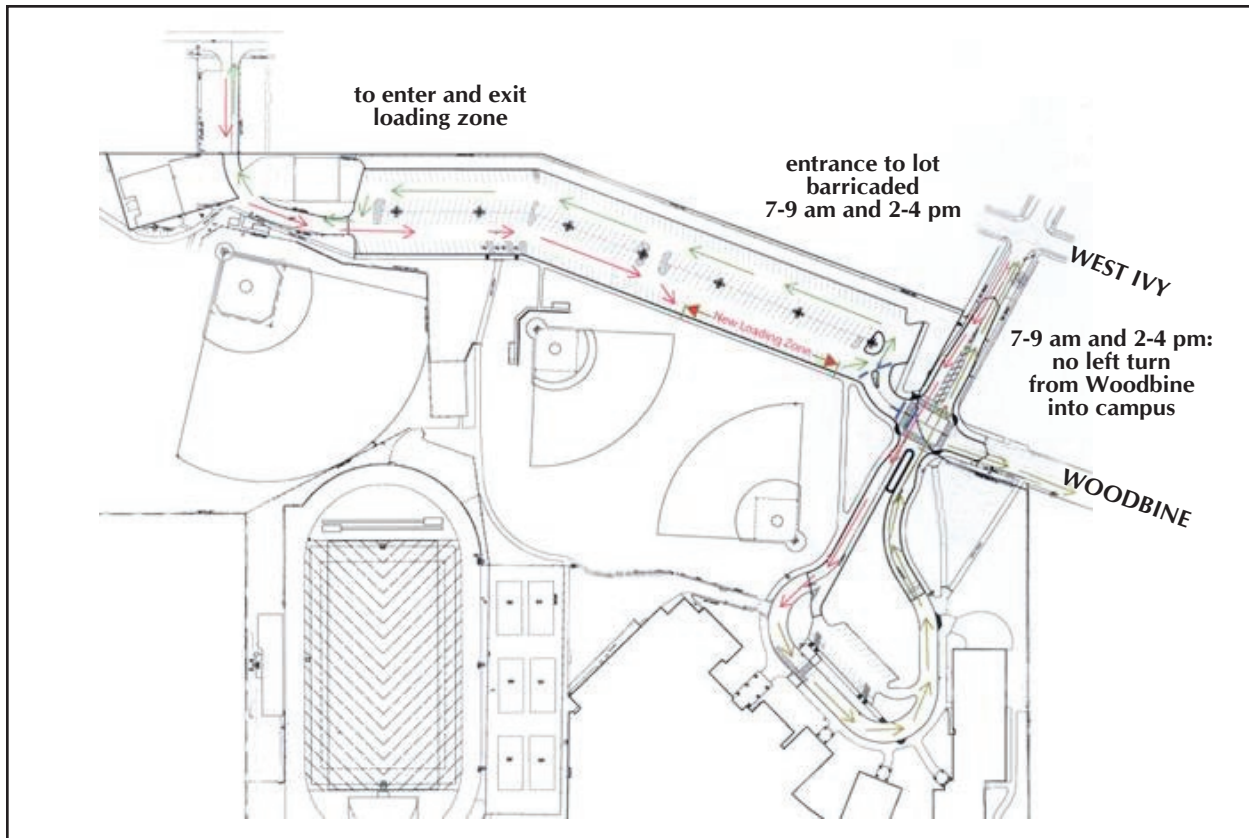 to enter and exit
loading zone
entrance to lot
barricaded
7-9 am and 2-4 pm
WEST IVY
7-9 am and 2-4 pm:
no left turn
from Woodbine
into campus
New Loading Zone
WOODBINE